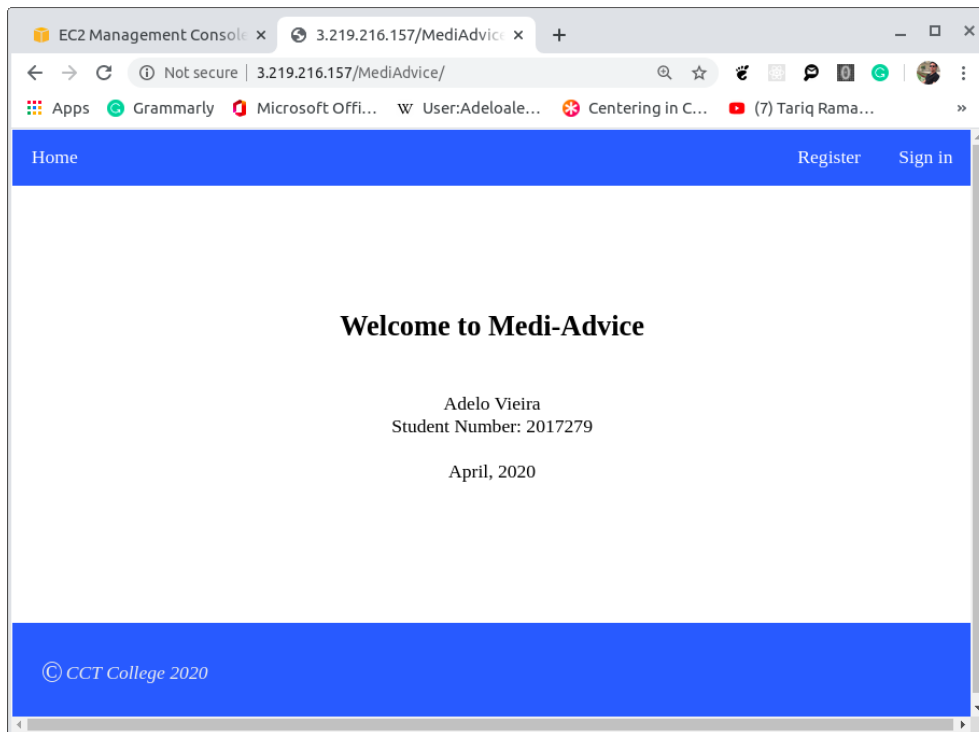 EC2 Management Console
3.219.216.157/MediAdvice
Not secure | 3.219.216.157/MediAdvice/
Apps Grammarly Microsoft Offi... User:Adeloale... Centering in C... (7) Tariq Rama... »
Home Register Sign in
Welcome to Medi-Advice
Adelo Vieira
Student Number: 2017279
April, 2020
© CCT College 2020